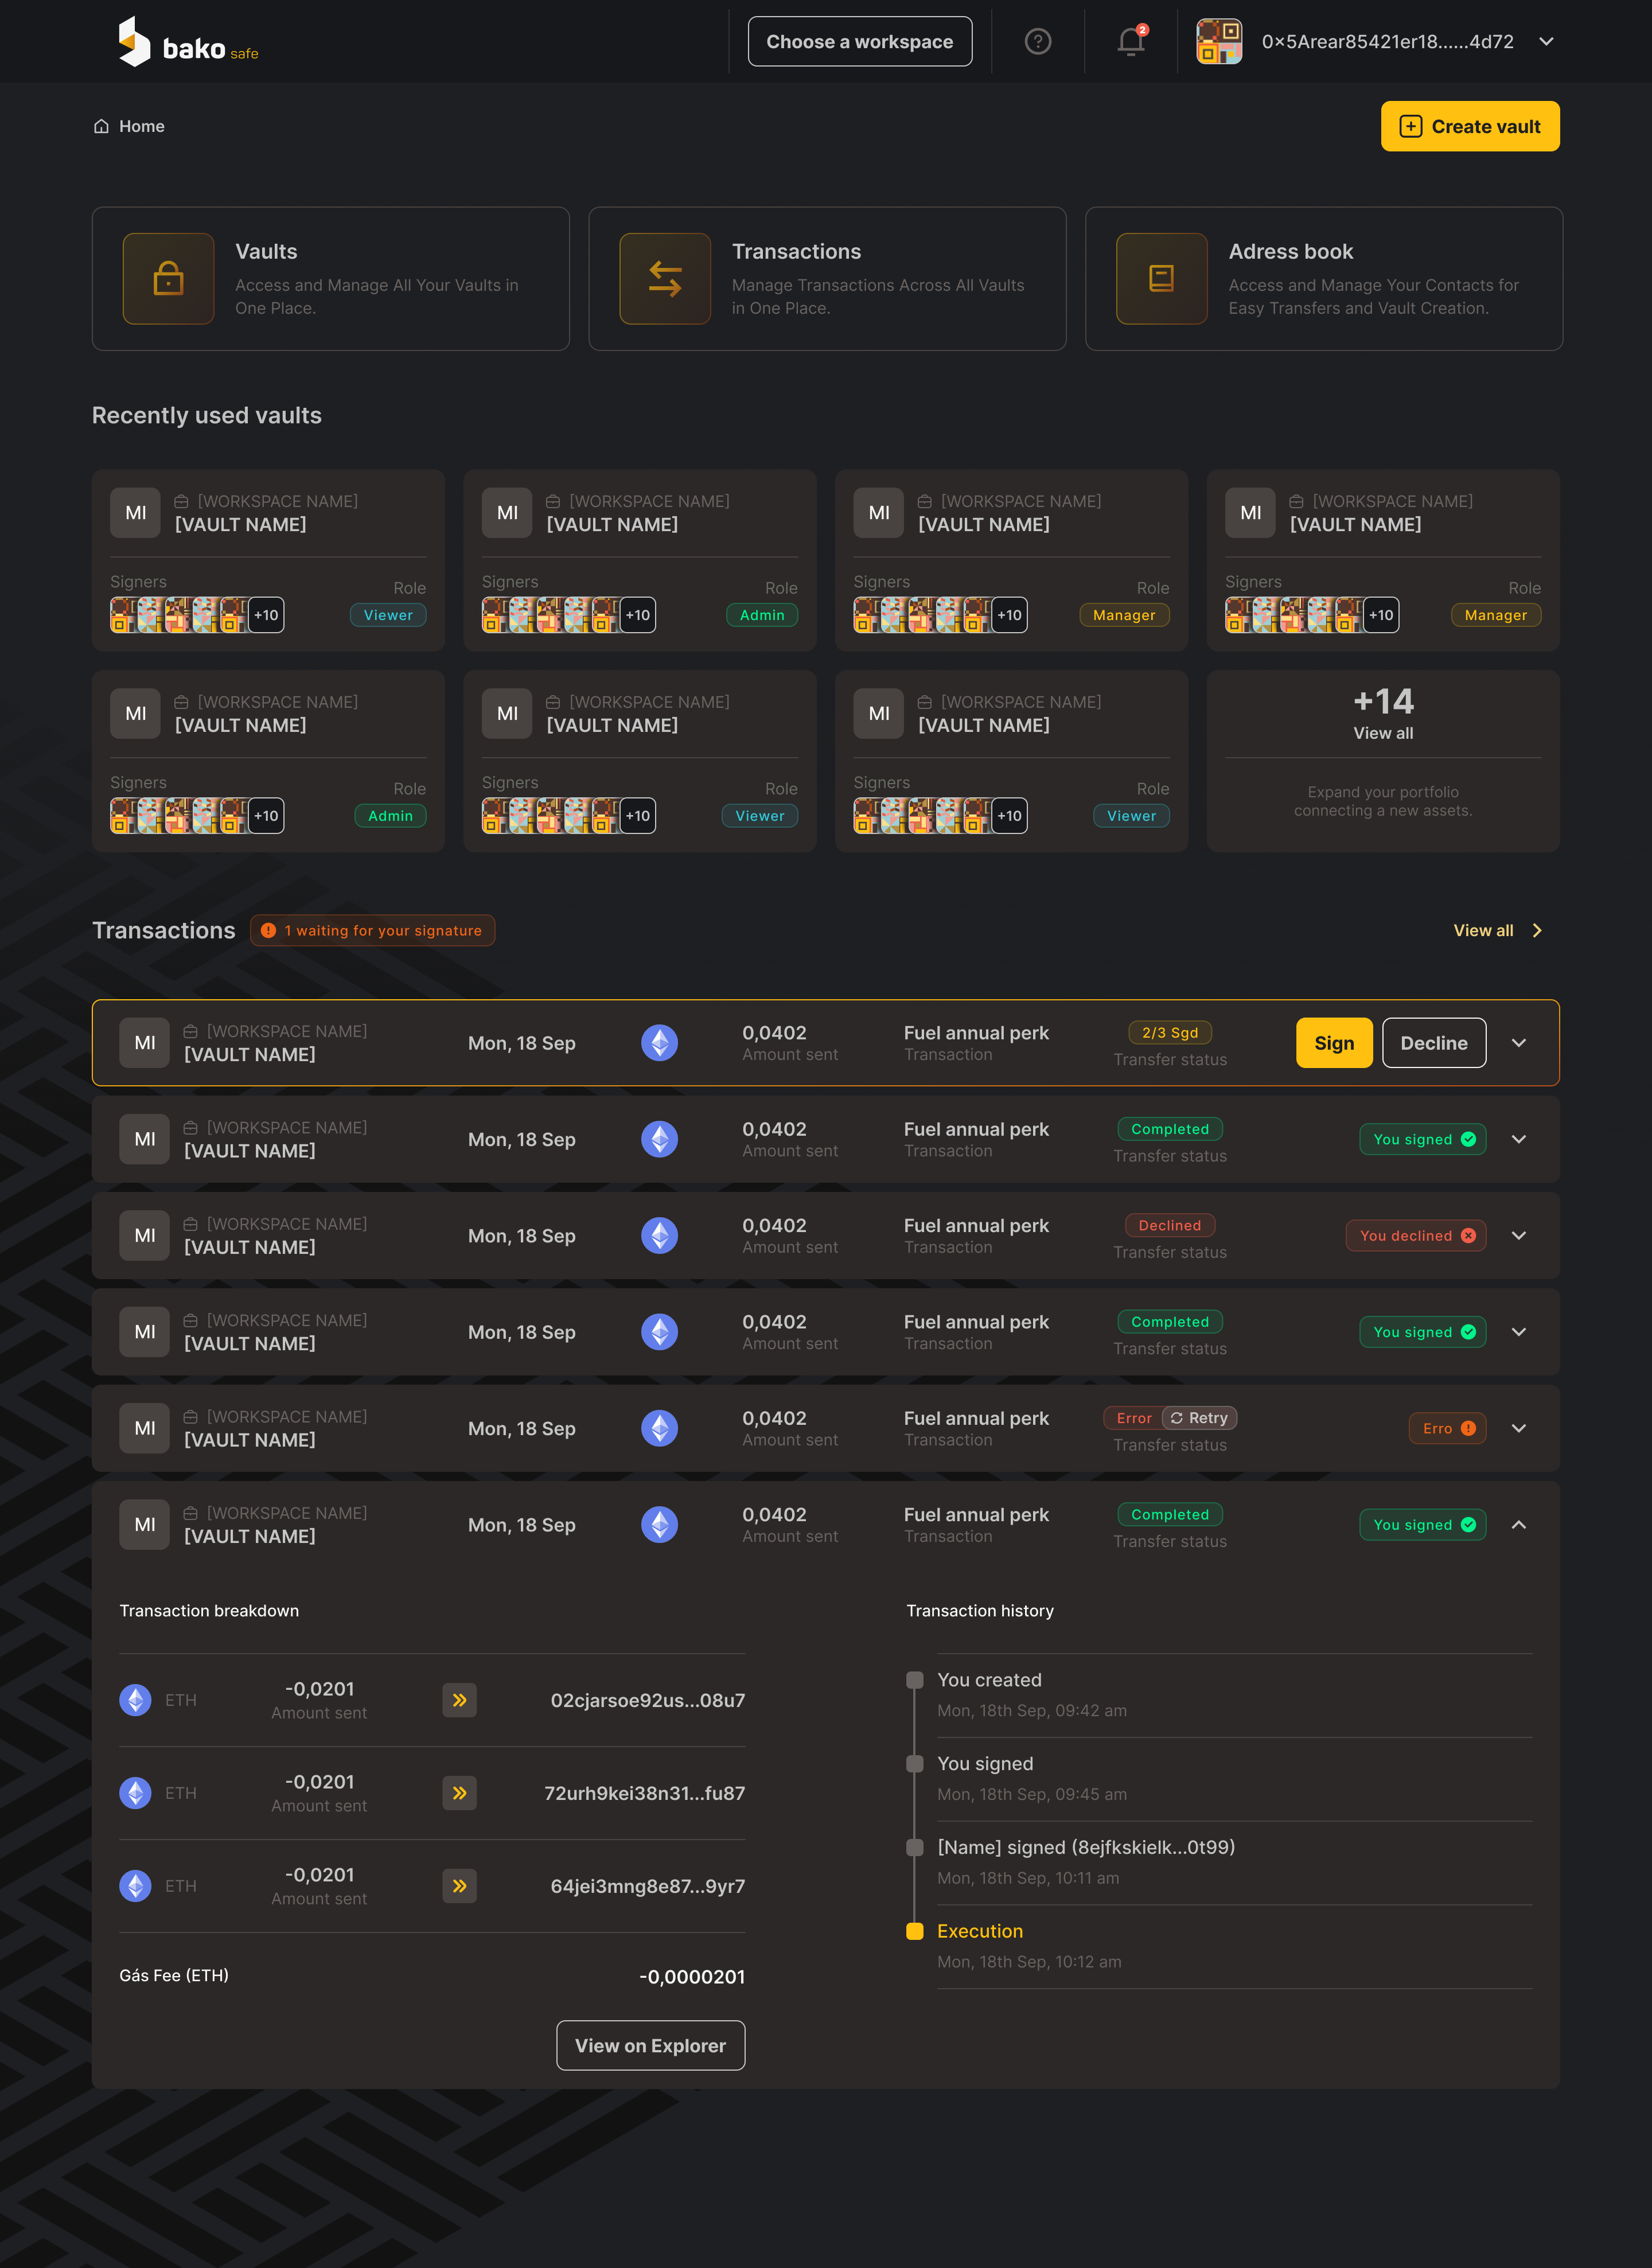 bako safe
Choose a workspace
2
0x5Arear85421er18......4d72
Home
Create vault
Vaults
Access and Manage All Your Vaults in
One Place.
Transactions
Manage Transactions Across All Vaults
in One Place.
Adress book
Access and Manage Your Contacts for
Easy Transfers and Vault Creation.
Recently used vaults
MI
[WORKSPACE NAME]
[VAULT NAME]
Signers
Role
+10
Viewer
MI
[WORKSPACE NAME]
[VAULT NAME]
Signers
Role
+10
Admin
MI
[WORKSPACE NAME]
[VAULT NAME]
Signers
Role
+10
Manager
MI
[WORKSPACE NAME]
[VAULT NAME]
Signers
Role
+10
Manager
MI
[WORKSPACE NAME]
[VAULT NAME]
Signers
Role
+10
Admin
MI
[WORKSPACE NAME]
[VAULT NAME]
Signers
Role
+10
Viewer
MI
[WORKSPACE NAME]
[VAULT NAME]
Signers
Role
+10
Viewer
+14
View all
Expand your portfolio
connecting a new assets.
Transactions
1 waiting for your signature
View all
MI
[WORKSPACE NAME]
[VAULT NAME]
Mon, 18 Sep
0,0402
Amount sent
Fuel annual perk
Transaction
2/3 Sgd
Transfer status
Sign
Decline
MI
[WORKSPACE NAME]
[VAULT NAME]
Mon, 18 Sep
0,0402
Amount sent
Fuel annual perk
Transaction
Completed
Transfer status
You signed
MI
[WORKSPACE NAME]
[VAULT NAME]
Mon, 18 Sep
0,0402
Amount sent
Fuel annual perk
Transaction
Declined
Transfer status
You declined
MI
[WORKSPACE NAME]
[VAULT NAME]
Mon, 18 Sep
0,0402
Amount sent
Fuel annual perk
Transaction
Completed
Transfer status
You signed
MI
[WORKSPACE NAME]
[VAULT NAME]
Mon, 18 Sep
0,0402
Amount sent
Fuel annual perk
Transaction
Error
Retry
Transfer status
Erro
MI
[WORKSPACE NAME]
[VAULT NAME]
Mon, 18 Sep
0,0402
Amount sent
Fuel annual perk
Transaction
Completed
Transfer status
You signed
Transaction breakdown
ETH
-0,0201
Amount sent
02cjarsoe92us...08u7
ETH
-0,0201
Amount sent
72urh9kei38n31...fu87
ETH
-0,0201
Amount sent
64jei3mng8e87...9yr7
Gás Fee (ETH)
-0,0000201
View on Explorer
Transaction history
You created
Mon, 18th Sep, 09:42 am
You signed
Mon, 18th Sep, 09:45 am
[Name] signed (8ejfkskielk...0t99)
Mon, 18th Sep, 10:11 am
Execution
Mon, 18th Sep, 10:12 am